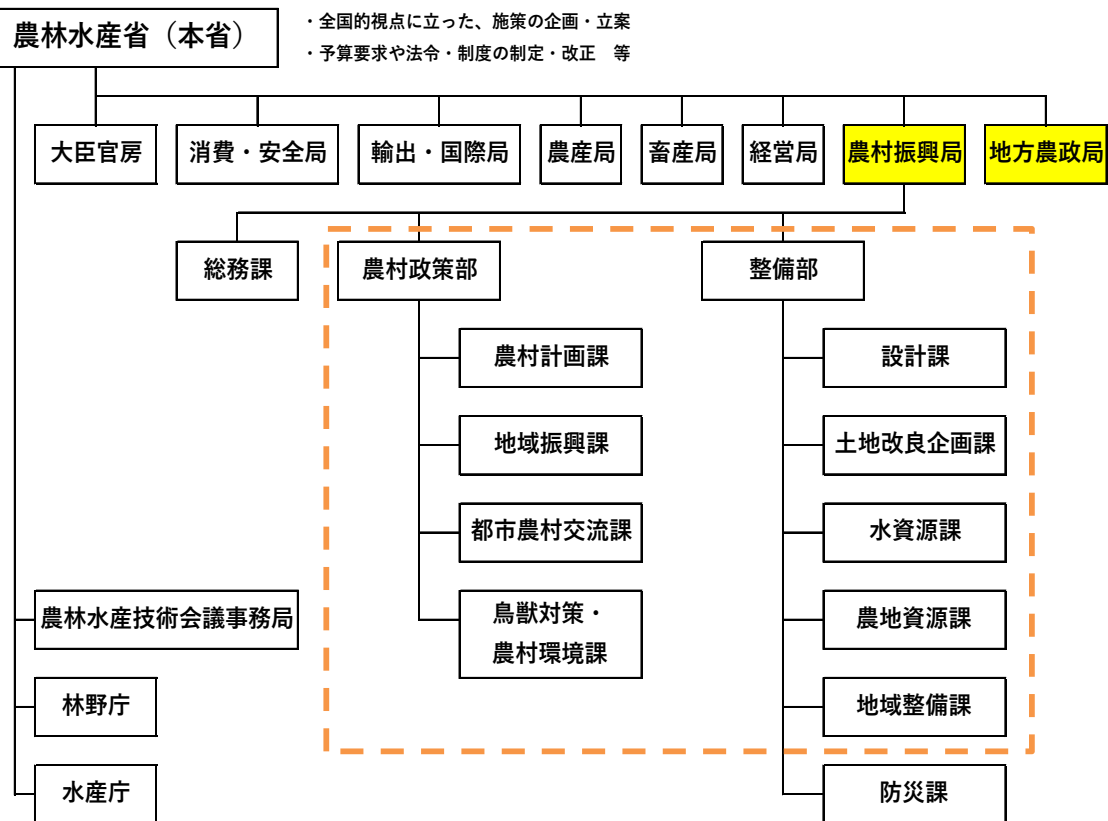 農林水産省（本省）
・全国的視点に立った、施策の企画・立案
・予算要求や法令・制度の制定・改正　等
大臣官房
消費・安全局
輸出・国際局
農産局
畜産局
経営局
農村振興局
地方農政局
総務課
農村政策部
整備部
農村計画課
設計課
地域振興課
土地改良企画課
都市農村交流課
水資源課
農林水産技術会議事務局
鳥獣対策・
農村環境課
農地資源課
林野庁
地域整備課
水産庁
防災課